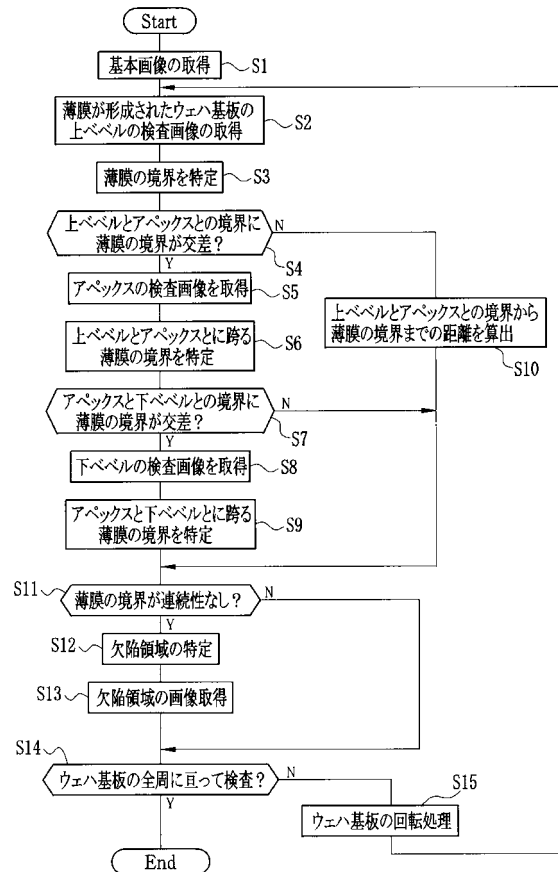 Start
基本画像の取得
S1
薄膜が形成されたウェハ基板の
上ベベルの検査画像の取得
S2
薄膜の境界を特定
S3
上ベベルとアペックスとの境界に
薄膜の境界が交差?
N
S4
Y
アペックスの検査画像を取得
S5
上ベベルとアペックスとに跨る
薄膜の境界を特定
S6
上ベベルとアペックスとの境界から
薄膜の境界までの距離を算出
S10
アペックスと下ベベルとの境界に
薄膜の境界が交差?
N
S7
Y
下ベベルの検査画像を取得
S8
アペックスと下ベベルとに跨る
薄膜の境界を特定
S9
S11
薄膜の境界が連続性なし?
N
Y
S12
欠陥領域の特定
S13
欠陥領域の画像取得
S14
ウェハ基板の全周に亘って検査?
N
Y
S15
ウェハ基板の回転処理
End